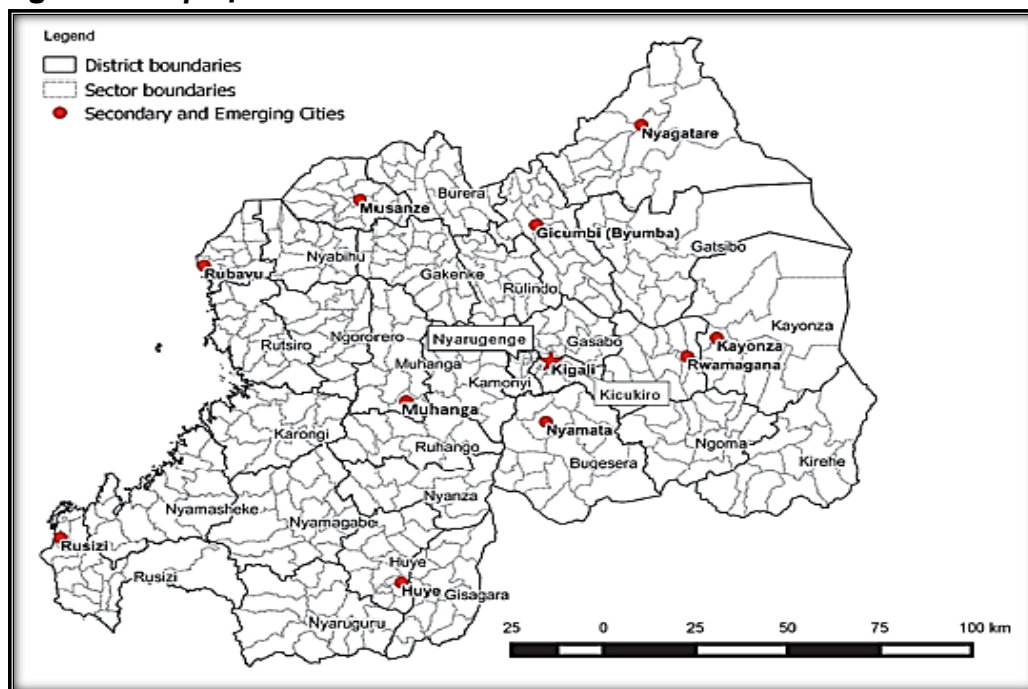 Legend
District boundaries
Sector boundaries
Secondary and Emerging Cities
Nyagatare
Burera
Musanze
Gicumbi (Byumba)
Gatsibo
Nyabihu
Rubavu
Gakenke
Rulindo
Kayonza
Ngororero
Nyarugenge
Gasabo
Kayonza
Rutsiro
Muhanga
Rwamagana
Kigali
Kamonyi
Kicukiro
Muhanga
Nyamata
Karongi
Ruhango
Ngoma
Bugesera
Kirehe
Nyanza
Nyamasheke
Nyamagabe
Rusizi
Huye
Rusizi
Huye
Gisagara
Nyaruguru
25 0 25 50 75 100 km